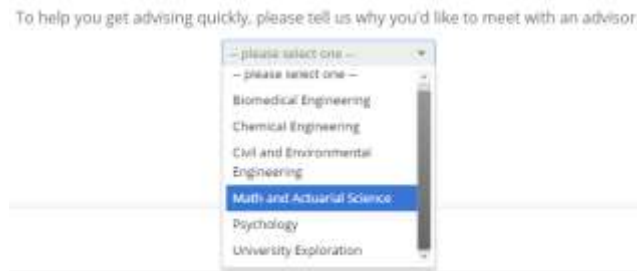 To help you get advising quickly, please tell us why you'd like to meet with an advisor
-- please select one --
-- please select one --
Biomedical Engineering
Chemical Engineering
Civil and Environmental
Engineering
Math and Actuarial Science
Psychology
University Exploration